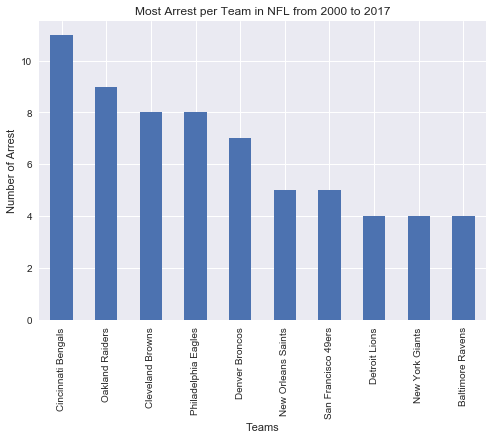 Most Arrest per Team in NFL from 2000 to 2017
Number of Arrest
10
8
6
4
2
0
Cincinnati Bengals
Oakland Raiders
Cleveland Browns
Philadelphia Eagles
Denver Broncos
New Orleans Saints
San Francisco 49ers
Detroit Lions
New York Giants
Baltimore Ravens
Teams